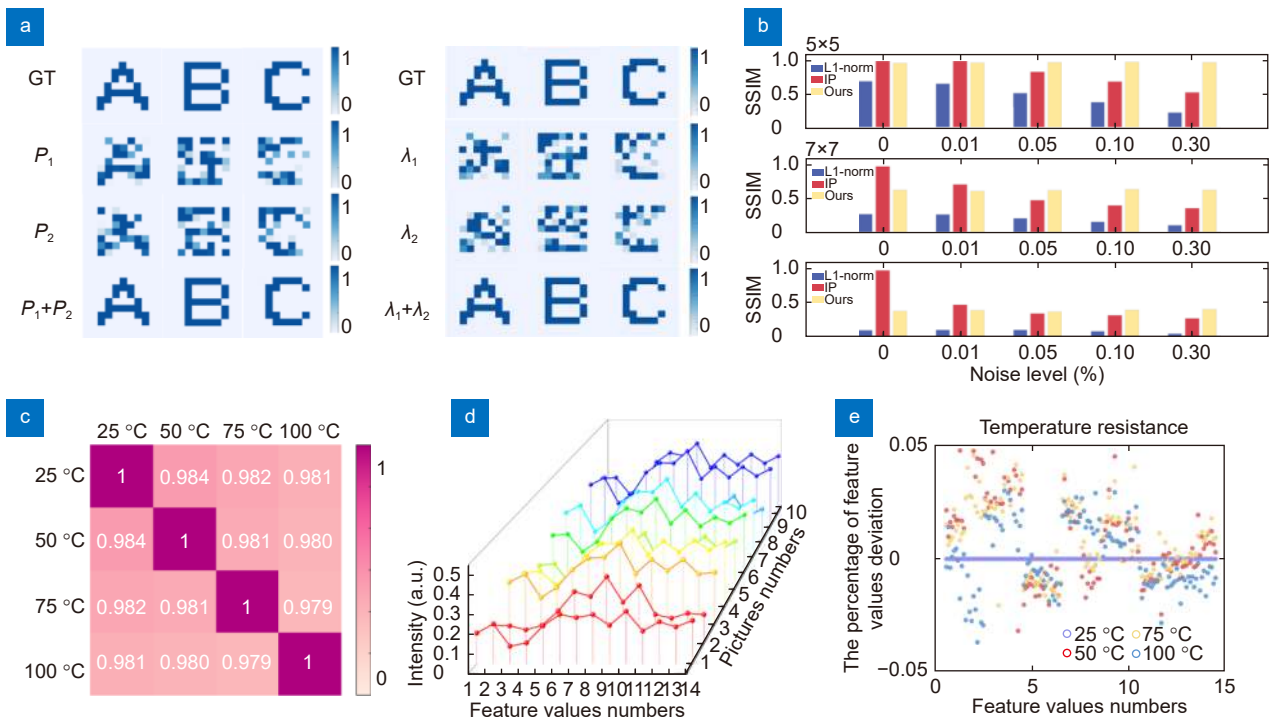 a
GT
P1
P2
P1+P2
1
0
1
0
1
0
1
0
GT
λ1
λ2
λ1+λ2
1
0
1
0
1
0
1
0
b
5×5
SSIM
1.0
0.5
0
L1-norm
IP
Ours
0 0.01 0.05 0.10 0.30
7×7
SSIM
1.0
0.5
0
L1-norm
IP
Ours
0 0.01 0.05 0.10 0.30
SSIM
1.0
0.5
0
L1-norm
IP
Ours
0 0.01 0.05 0.10 0.30
Noise level (%)
c
25 °C 50 °C 75 °C 100 °C
25 °C 1 0.984 0.982 0.981
50 °C 0.984 1 0.981 0.980
75 °C 0.982 0.981 1 0.979
100 °C 0.981 0.980 0.979 1
1
0
d
Intensity (a.u.)
0.5
0.4
0.3
0.2
0.1
0
1 2 3 4 5 6 7 8 9 10 11 12 13 14
Feature values numbers
1 2 3 4 5 6 7 8 9 10
Pictures numbers
e
Temperature resistance
The percentage of feature
values deviation
0.05
0
−0.05
25 °C 75 °C
50 °C 100 °C
0 5 10 15
Feature values numbers